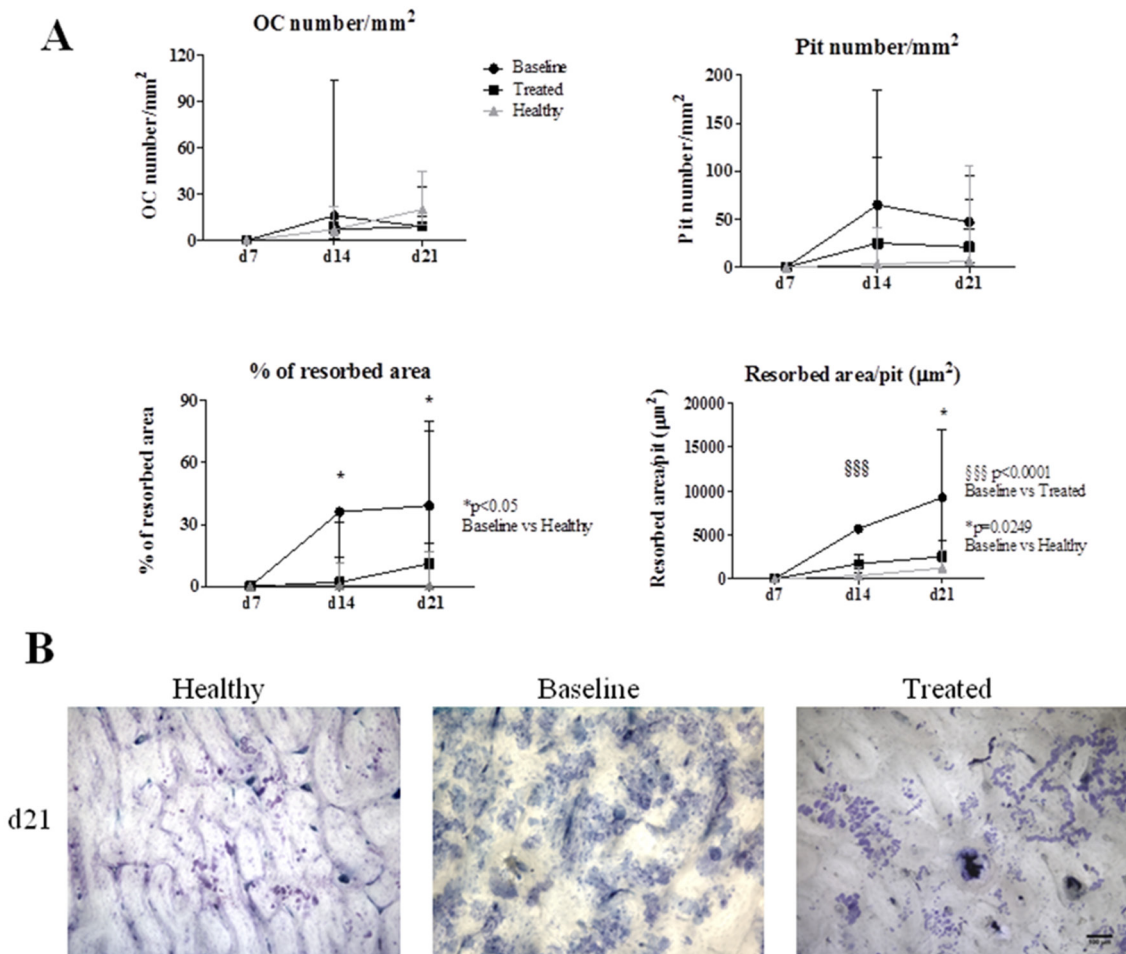 A
OC number/mm²
OC number/mm²
120
90
60
30
0
d7 d14 d21
Baseline
Treated
Healthy
Pit number/mm²
Pit number/mm²
200
150
100
50
0
d7 d14 d21
% of resorbed area
% of resorbed area
90
60
30
0
*
*
d7 d14 d21
*p<0.05
Baseline vs Healthy
Resorbed area/pit (μm²)
Resorbed area/pit (μm²)
20000
15000
10000
5000
0
§§§
*
d7 d14 d21
§§§ p<0.0001
Baseline vs Treated
*p=0.0249
Baseline vs Healthy
B
Healthy Baseline Treated
d21
100 μm